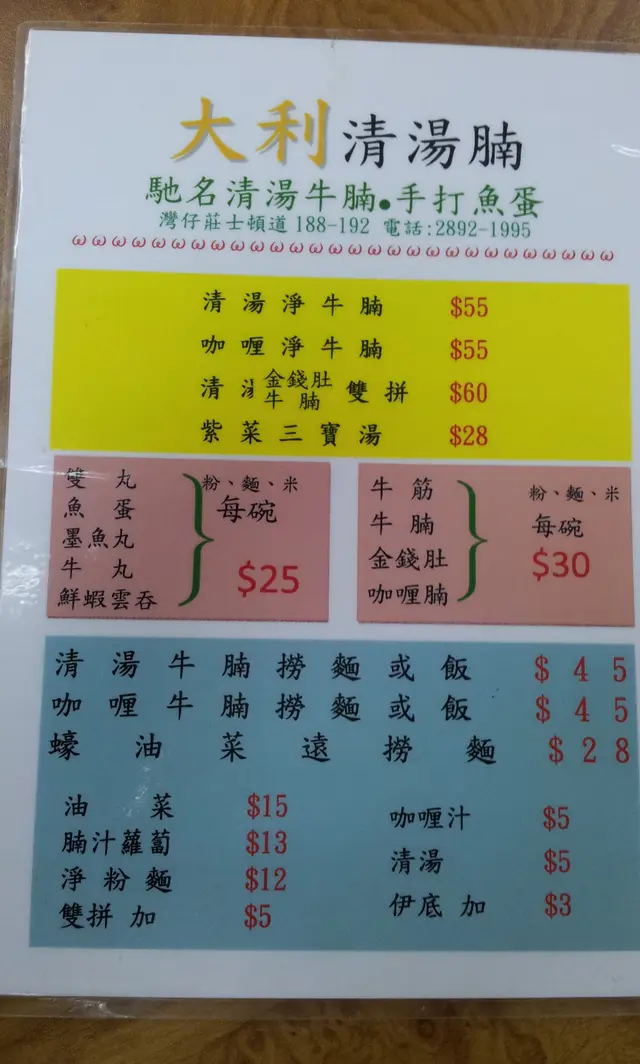 大利清湯腩
馳名清湯牛腩●手打魚蛋
灣仔莊士頓道188-192 電話:2892-1995
清湯淨牛腩 $55
咖喱淨牛腩 $55
清湯 金錢肚 牛腩 雙拼 $60
紫菜三寶湯 $28
雙丸
魚蛋
墨魚丸
牛丸
鮮蝦雲吞
粉、麵、米
每碗
$25
牛筋
牛腩
金錢肚
咖喱腩
粉、麵、米
每碗
$30
清湯牛腩撈麵或飯 $45
咖喱牛腩撈麵或飯 $45
蠔油菜遠撈麵 $28
油菜 $15
腩汁蘿蔔 $13
淨粉麵 $12
雙拼加 $5
咖喱汁 $5
清湯 $5
伊底加 $3